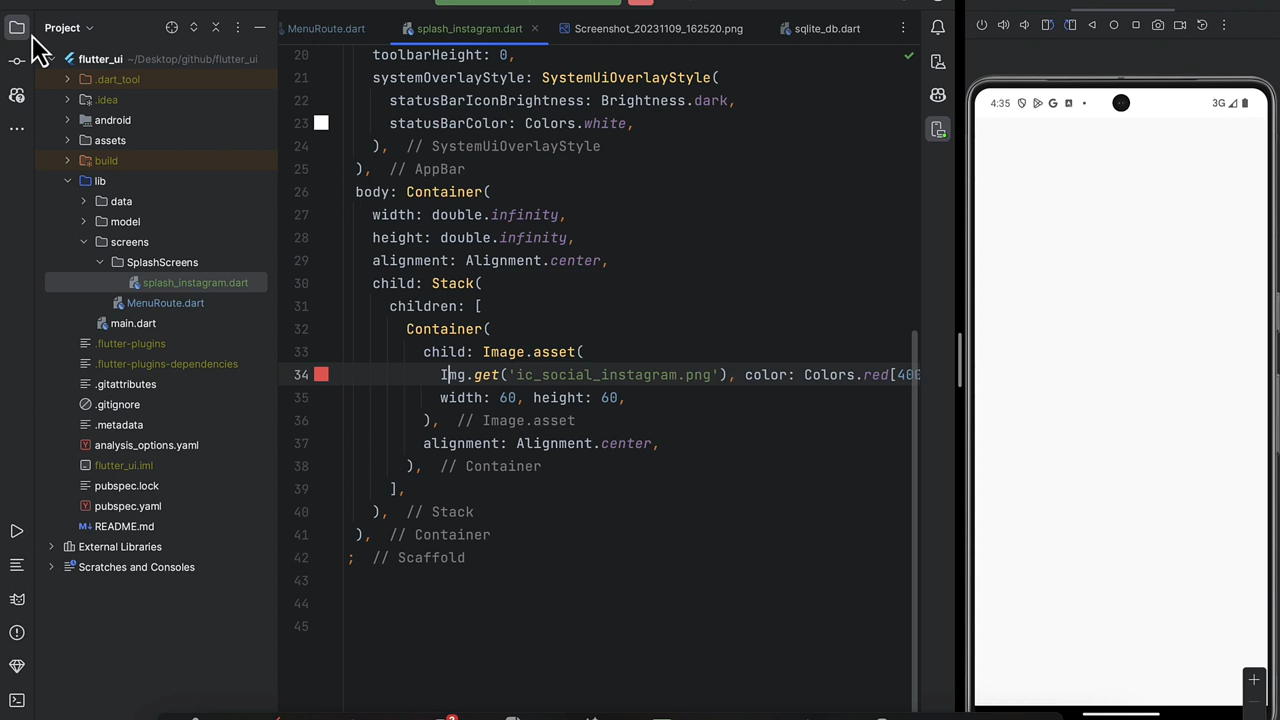 Project
MenuRoute.dart
splash_instagram.dart
Screenshot_20231109_162520.png
sqlite_db.dart
flutter_ui ~/Desktop/github/flutter_ui
.dart_tool
.idea
android
assets
build
lib
data
model
screens
SplashScreens
splash_instagram.dart
MenuRoute.dart
main.dart
.flutter-plugins
.flutter-plugins-dependencies
.gitattributes
.gitignore
.metadata
analysis_options.yaml
flutter_ui.iml
pubspec.lock
pubspec.yaml
README.md
External Libraries
Scratches and Consoles
20 toolbarHeight: 0,
21 systemOverlayStyle: SystemUiOverlayStyle(
22 statusBarIconBrightness: Brightness.dark,
23 statusBarColor: Colors.white,
24 ), // SystemUiOverlayStyle
25 ), // AppBar
26 body: Container(
27 width: double.infinity,
28 height: double.infinity,
29 alignment: Alignment.center,
30 child: Stack(
31 children: [
32 Container(
33 child: Image.asset(
34 Img.get('ic_social_instagram.png'), color: Colors.red[400
35 width: 60, height: 60,
36 ), // Image.asset
37 alignment: Alignment.center,
38 ), // Container
39 ],
40 ), // Stack
41 ), // Container
42 ; // Scaffold
43
44
45
4:35
3G